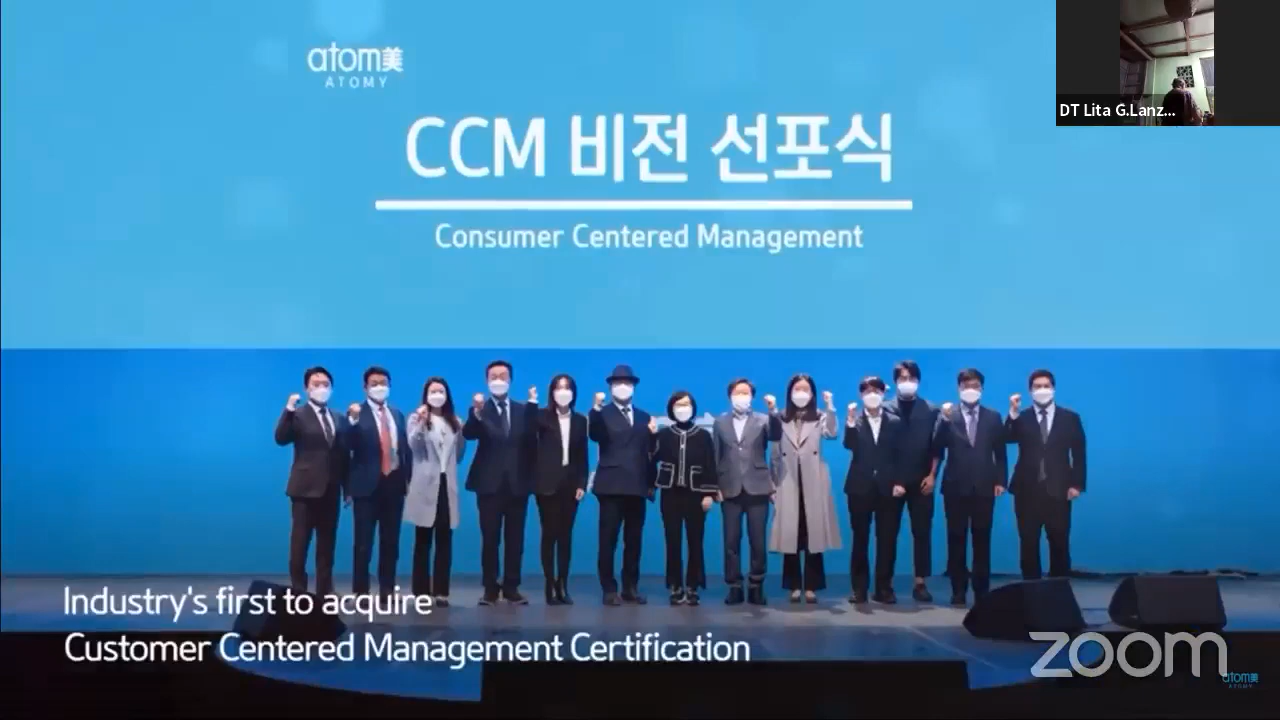 atom美
ATOMY
CCM 비전 선포식
Consumer Centered Management
DT Lita G.Lanz...
Industry's first to acquire
Customer Centered Management Certification
zoom
atom美
ATOMY